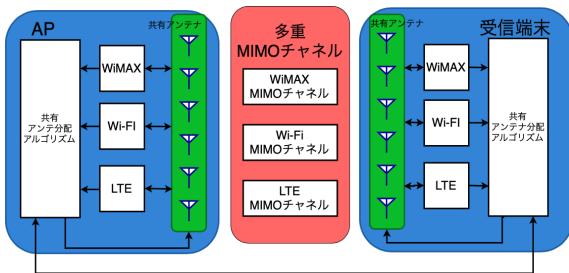 AP
共有アンテナ
共有
アンテ分配
アルゴリズム
WiMAX
Wi-FI
LTE
多重
MIMOチャネル
WiMAX
MIMOチャネル
Wi-Fi
MIMOチャネル
LTE
MIMOチャネル
共有アンテナ
受信端末
WiMAX
Wi-FI
LTE
共有
アンテナ分配
アルゴリズム